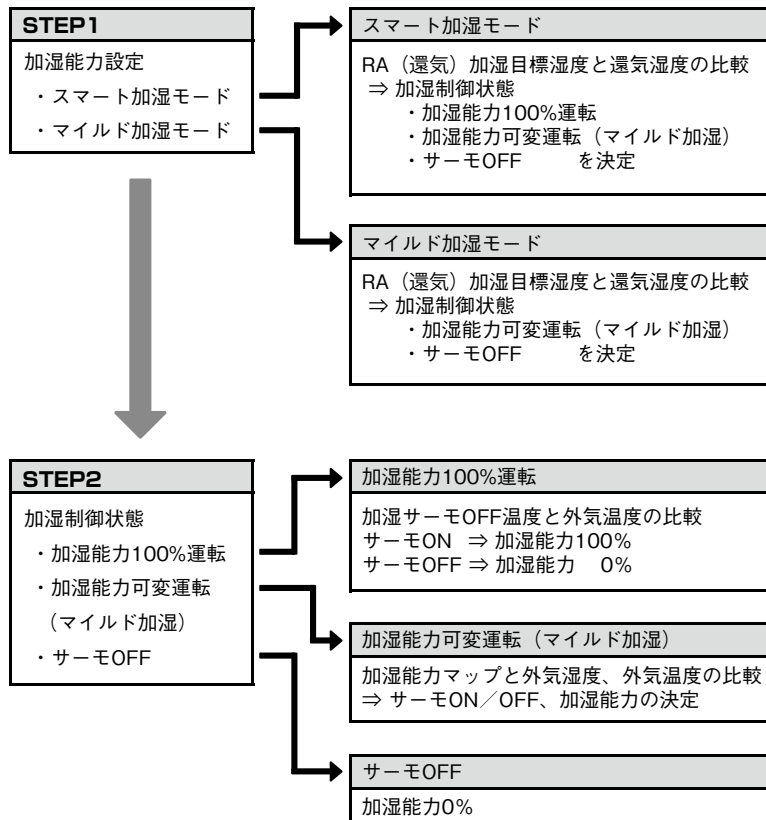 STEP1
加湿能力設定
・スマート加湿モード
・マイルド加湿モード
スマート加湿モード
RA（還気）加湿目標湿度と還気湿度の比較
⇒ 加湿制御状態
・加湿能力100%運転
・加湿能力可変運転（マイルド加湿）
・サーモOFF　　を決定
マイルド加湿モード
RA（還気）加湿目標湿度と還気湿度の比較
⇒ 加湿制御状態
・加湿能力可変運転（マイルド加湿）
・サーモOFF　　を決定
STEP2
加湿制御状態
・加湿能力100%運転
・加湿能力可変運転
（マイルド加湿）
・サーモOFF
加湿能力100%運転
加湿サーモOFF温度と外気温度の比較
サーモON ⇒ 加湿能力100%
サーモOFF ⇒ 加湿能力　0%
加湿能力可変運転（マイルド加湿）
加湿能力マップと外気湿度、外気温度の比較
⇒ サーモON／OFF、加湿能力の決定
サーモOFF
加湿能力0%